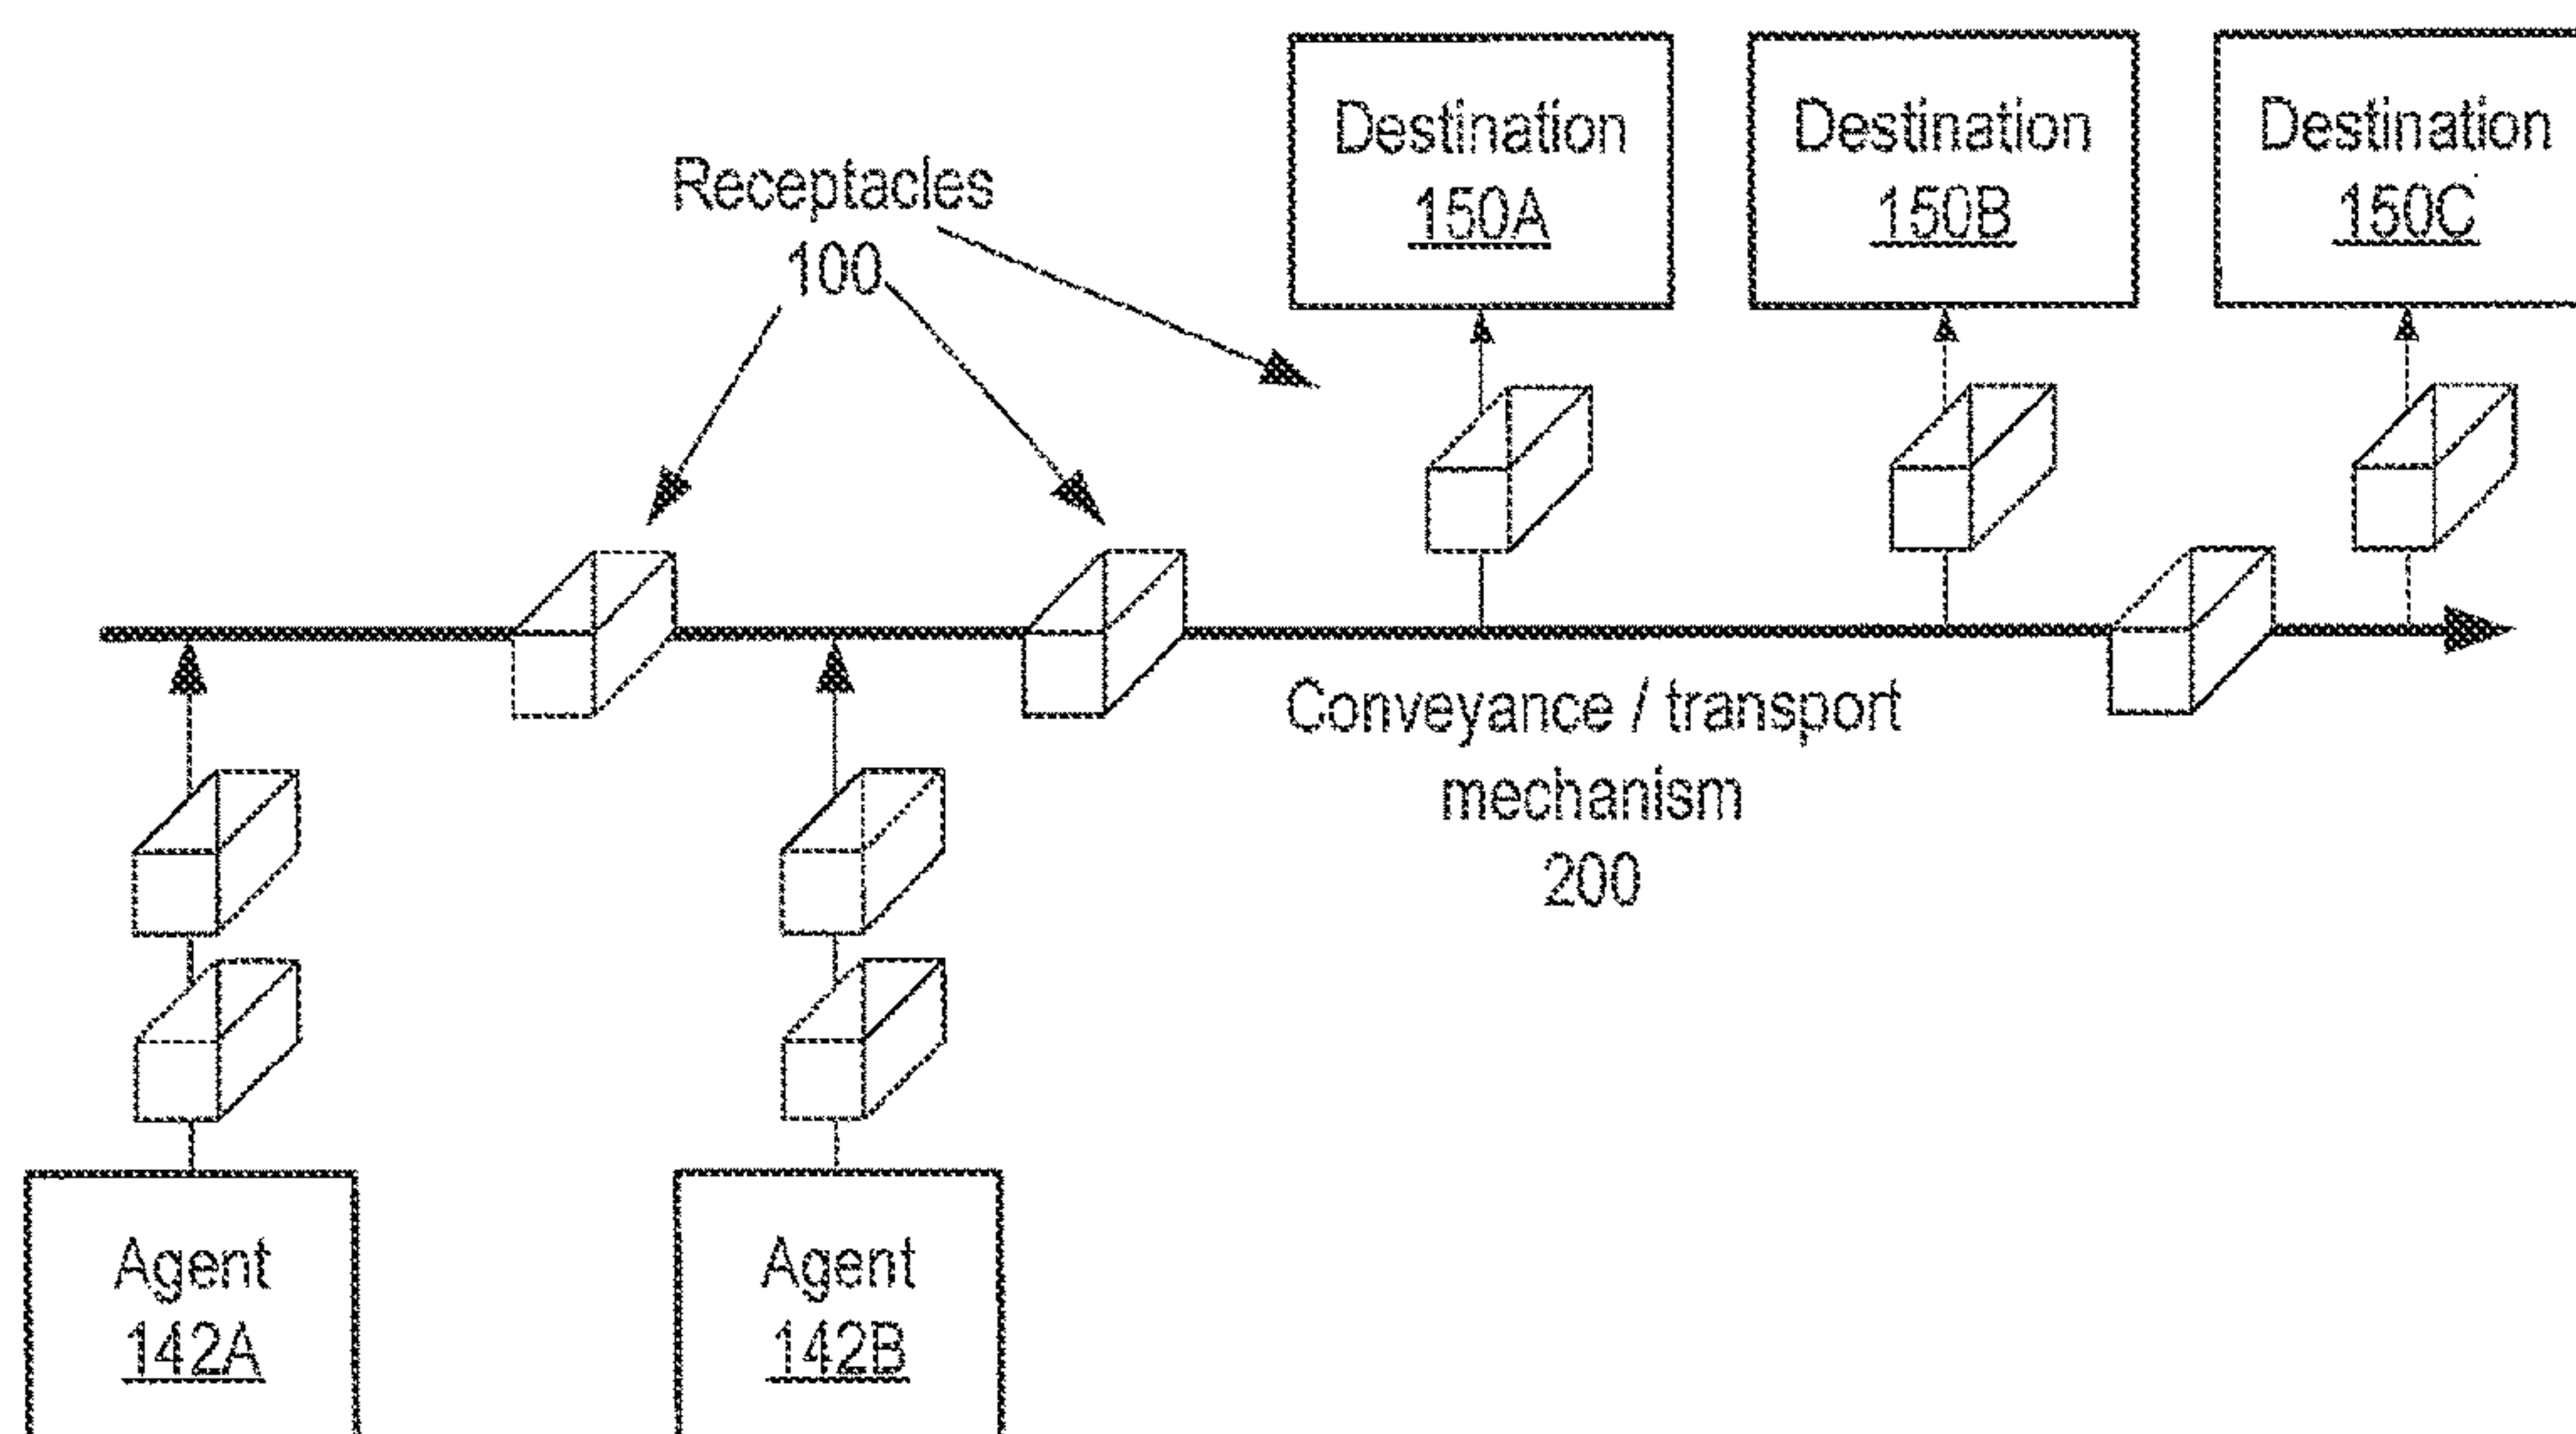 Receptacles
100
Destination
150A
Destination
150B
Destination
150C
Conveyance / transport
mechanism
200
Agent
142A
Agent
142B